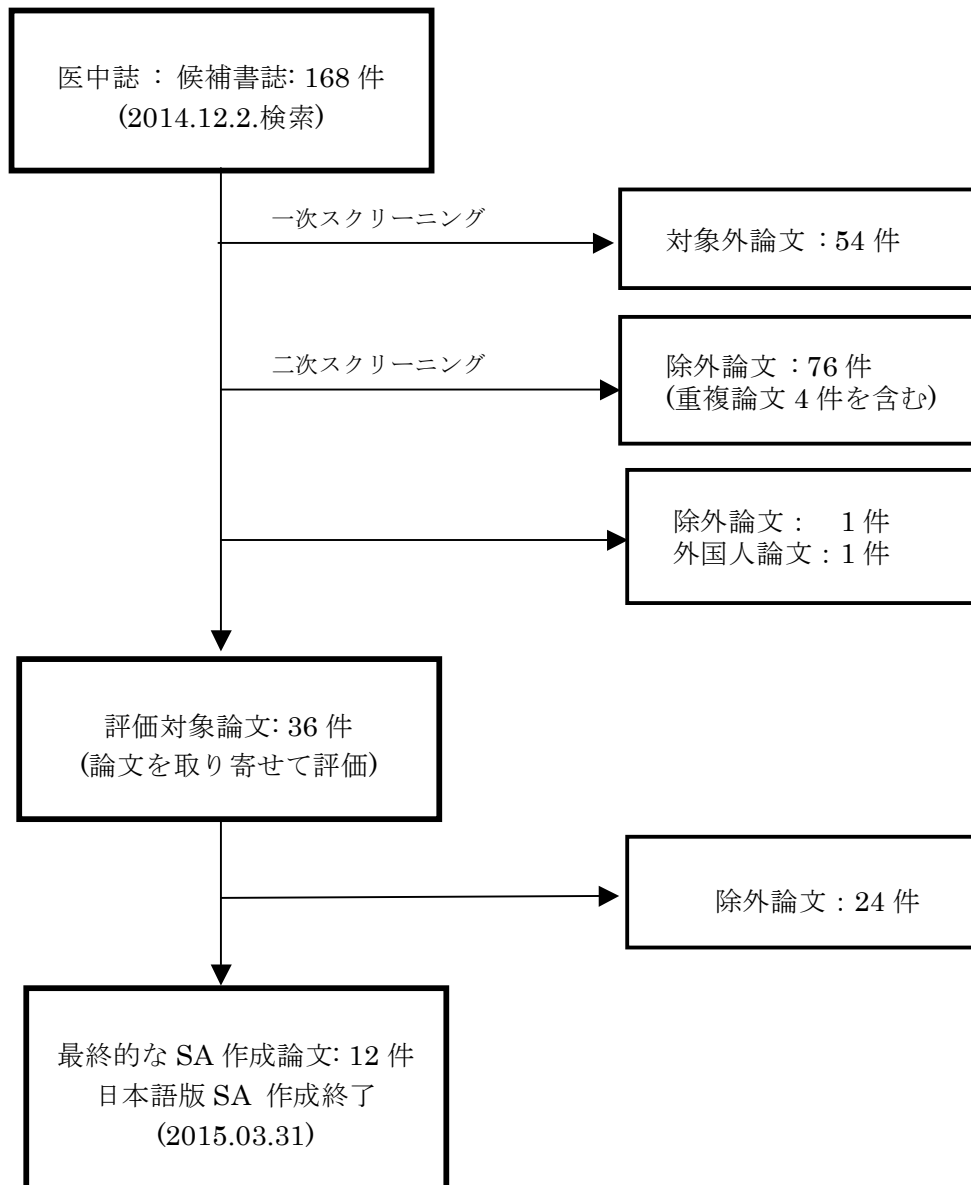 医中誌 : 候補書誌: 168 件
(2014.12.2.検索)
一次スクリーニング
対象外論文 : 54 件
二次スクリーニング
除外論文 : 76 件
(重複論文 4 件を含む)
除外論文 : 1 件
外国人論文 : 1 件
評価対象論文: 36 件
(論文を取り寄せて評価)
除外論文 : 24 件
最終的な SA 作成論文: 12 件
日本語版 SA 作成終了
(2015.03.31)